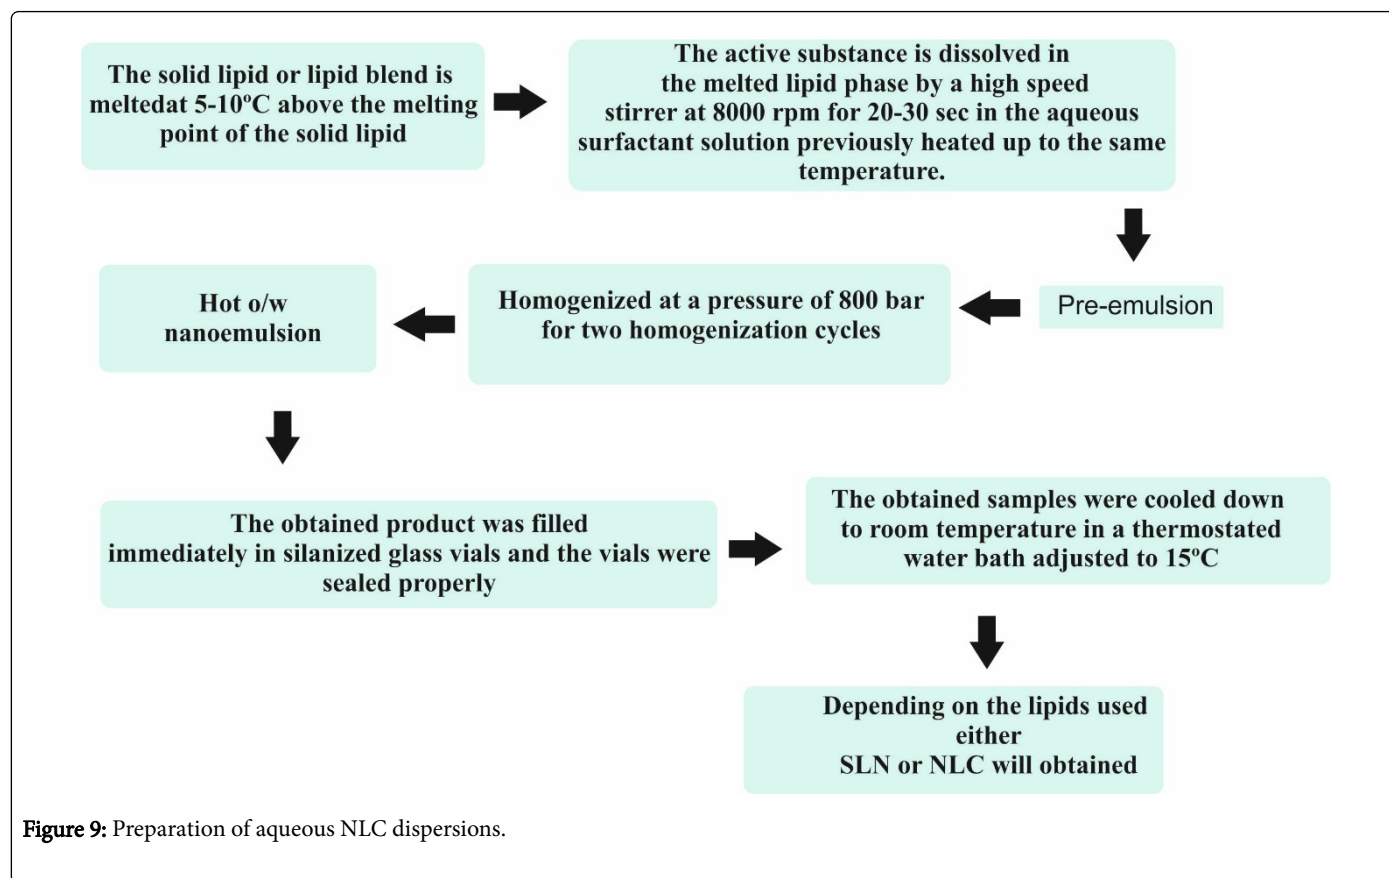 The solid lipid or lipid blend is
meltedat 5-10ºC above the melting
point of the solid lipid
The active substance is dissolved in
the melted lipid phase by a high speed
stirrer at 8000 rpm for 20-30 sec in the aqueous
surfactant solution previously heated up to the same
temperature.
Pre-emulsion
Homogenized at a pressure of 800 bar
for two homogenization cycles
Hot o/w
nanoemulsion
The obtained product was filled
immediately in silanized glass vials and the vials were
sealed properly
The obtained samples were cooled down
to room temperature in a thermostated
water bath adjusted to 15ºC
Depending on the lipids used
either
SLN or NLC will obtained
Figure 9: Preparation of aqueous NLC dispersions.